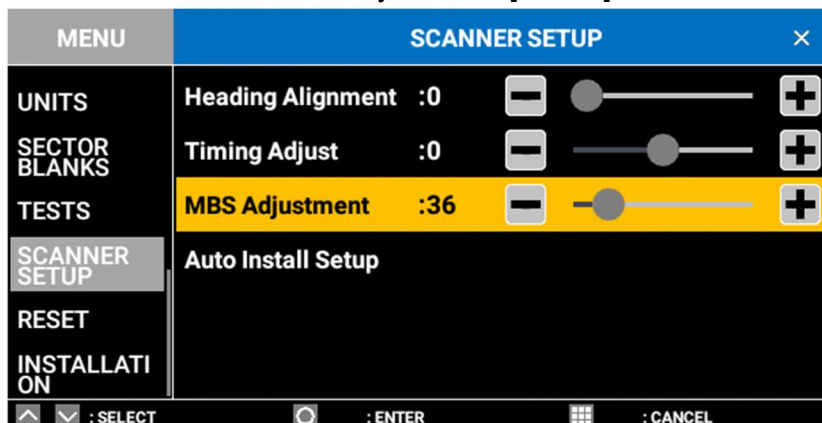 MENU
SCANNER SETUP ×
UNITS
SECTOR
BLANKS
TESTS
SCANNER
SETUP
RESET
INSTALLATI
ON
Heading Alignment :0
Timing Adjust :0
MBS Adjustment :36
Auto Install Setup
: SELECT : ENTER : CANCEL